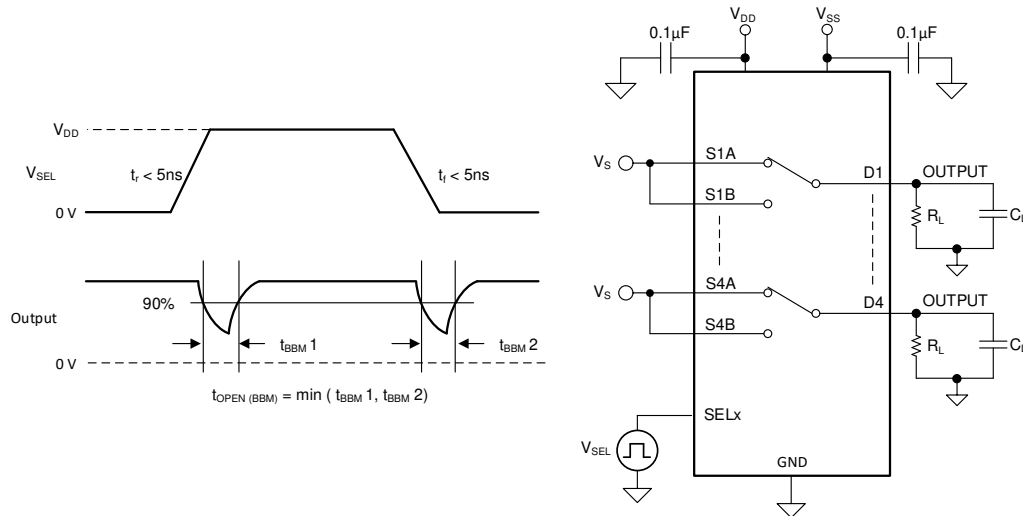 V_DD
V_SEL
t_r < 5ns
t_f < 5ns
0 V
90%
Output
t_BBM 1
t_BBM 2
0 V
t_OPEN (BBM) = min ( t_BBM 1, t_BBM 2)
V_DD
V_SS
0.1µF
0.1µF
V_S
S1A
D1
OUTPUT
S1B
R_L
C_L
V_S
S4A
D4
OUTPUT
S4B
R_L
C_L
SELx
V_SEL
GND